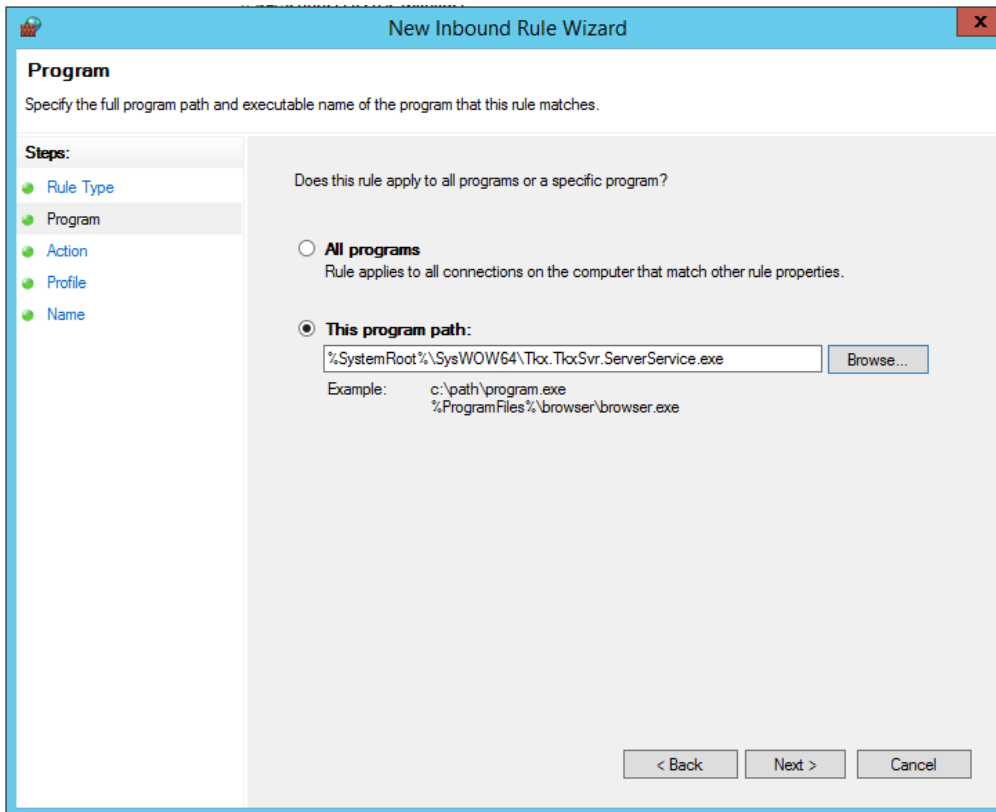 New Inbound Rule Wizard
x
Program
Specify the full program path and executable name of the program that this rule matches.
Steps:
Rule Type
Program
Action
Profile
Name
Does this rule apply to all programs or a specific program?
All programs
Rule applies to all connections on the computer that match other rule properties.
This program path:
%SystemRoot%\SysWOW64\Tkx.TkxSvr.ServerService.exe
Browse...
Example: c:\path\program.exe
%ProgramFiles%\browser\browser.exe
< Back
Next >
Cancel